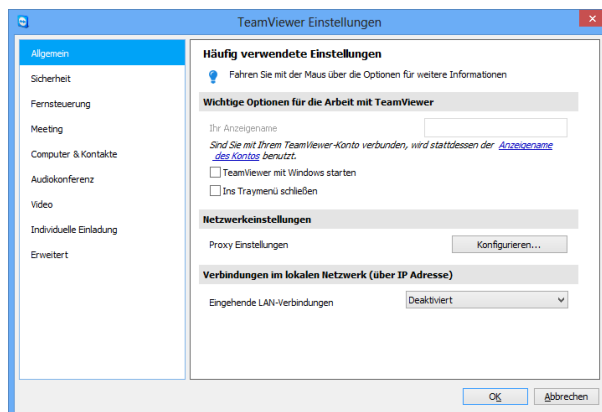 TeamViewer Einstellungen
Allgemein
Sicherheit
Fernsteuerung
Meeting
Computer & Kontakte
Audiokonferenz
Video
Individuelle Einladung
Erweitert
Häufig verwendete Einstellungen
Fahren Sie mit der Maus über die Optionen für weitere Informationen
Wichtige Optionen für die Arbeit mit TeamViewer
Ihr Anzeigename
Sind Sie mit Ihrem TeamViewer-Konto verbunden, wird stattdessen der Anzeigename
des Kontos benutzt.
TeamViewer mit Windows starten
Ins Traymenü schließen
Netzwerkeinstellungen
Proxy Einstellungen
Konfigurieren...
Verbindungen im lokalen Netzwerk (über IP Adresse)
Eingehende LAN-Verbindungen
Deaktiviert
OK
Abbrechen